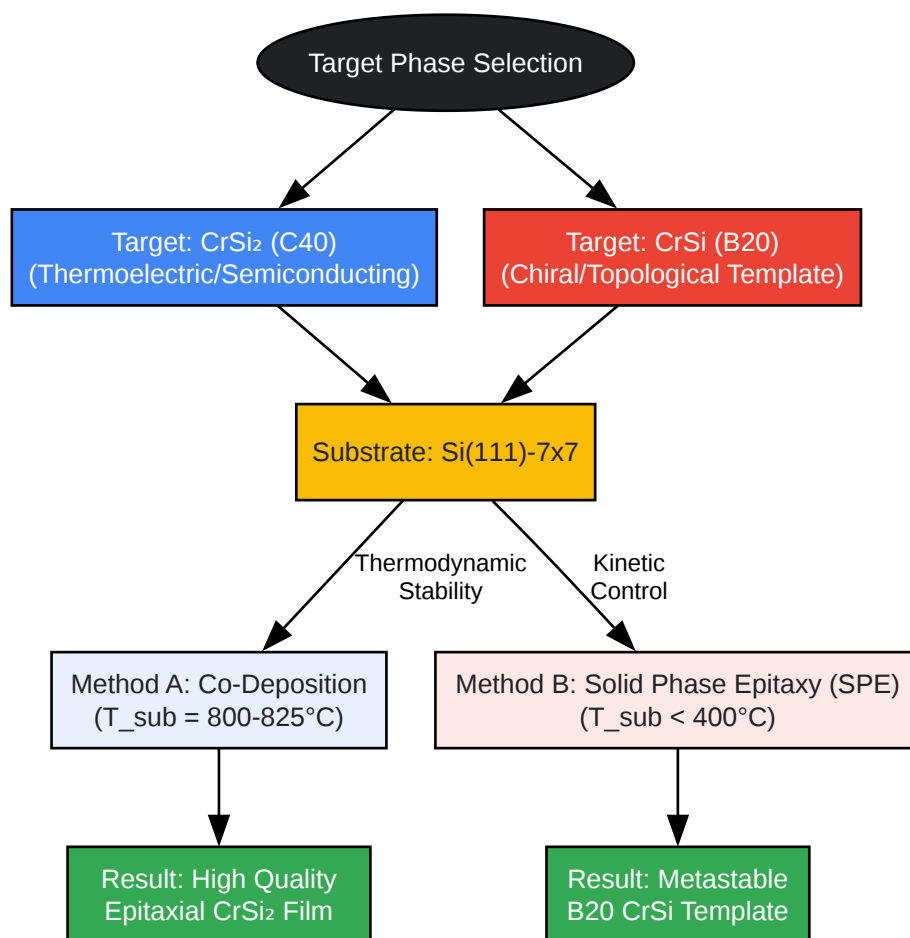 Target Phase Selection
Target: CrSi₂ (C40)
(Thermoelectric/Semiconducting)
Target: CrSi (B20)
(Chiral/Topological Template)
Substrate: Si(111)-7x7
Thermodynamic
Stability
Kinetic
Control
Method A: Co-Deposition
(T_sub = 800-825°C)
Method B: Solid Phase Epitaxy (SPE)
(T_sub < 400°C)
Result: High Quality
Epitaxial CrSi₂ Film
Result: Metastable
B20 CrSi Template